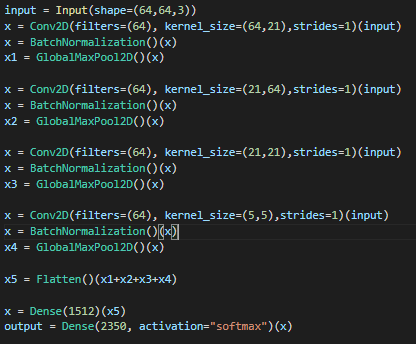 input = Input(shape=(64,64,3))
x = Conv2D(filters=(64), kernel_size=(64,21),strides=1)(input)
x = BatchNormalization()(x)
x1 = GlobalMaxPool2D()(x)
x = Conv2D(filters=(64), kernel_size=(21,64),strides=1)(input)
x = BatchNormalization()(x)
x2 = GlobalMaxPool2D()(x)
x = Conv2D(filters=(64), kernel_size=(21,21),strides=1)(input)
x = BatchNormalization()(x)
x3 = GlobalMaxPool2D()(x)
x = Conv2D(filters=(64), kernel_size=(5,5),strides=1)(input)
x = BatchNormalization()(x)
x4 = GlobalMaxPool2D()(x)
x5 = Flatten()(x1+x2+x3+x4)
x = Dense(1512)(x5)
output = Dense(2350, activation="softmax")(x)